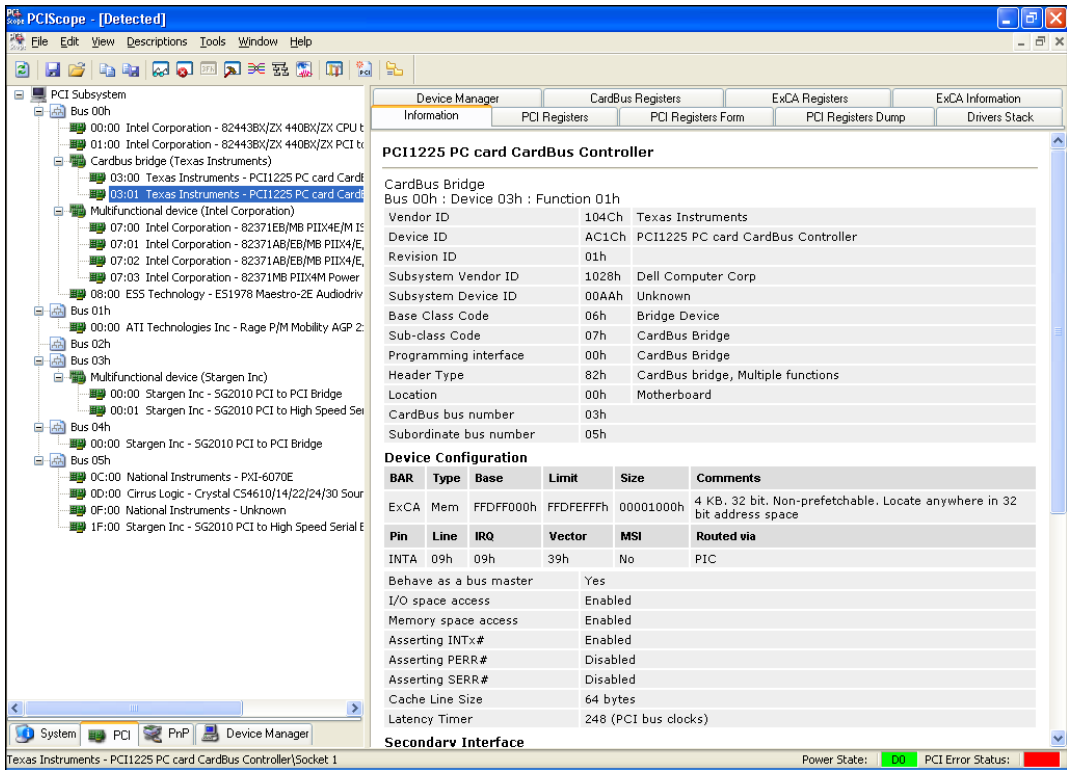 PCIScope - [Detected]
File Edit View Descriptions Tools Window Help
PCI Subsystem
Bus 00h
00:00 Intel Corporation - 82443BX/ZX 440BX/ZX CPU t
01:00 Intel Corporation - 82443BX/ZX 440BX/ZX PCI to
Cardbus bridge (Texas Instruments)
03:00 Texas Instruments - PCI1225 PC card CardB
03:01 Texas Instruments - PCI1225 PC card CardB
Multifunctional device (Intel Corporation)
07:00 Intel Corporation - 82371EB/MB PIIX4E/M IS
07:01 Intel Corporation - 82371AB/EB/MB PIIX4/E,
07:02 Intel Corporation - 82371AB/EB/MB PIIX4/E,
07:03 Intel Corporation - 82371MB PIIX4M Power
08:00 ESS Technology - ES1978 Maestro-2E Audiodriv
Bus 01h
00:00 ATI Technologies Inc - Rage P/M Mobility AGP 2:
Bus 02h
Bus 03h
Multifunctional device (Stargen Inc)
00:00 Stargen Inc - SG2010 PCI to PCI Bridge
00:01 Stargen Inc - SG2010 PCI to High Speed Ser
Bus 04h
00:00 Stargen Inc - SG2010 PCI to PCI Bridge
Bus 05h
0C:00 National Instruments - PXI-6070E
0D:00 Cirrus Logic - Crystal CS4610/14/22/24/30 Sour
0F:00 National Instruments - Unknown
1F:00 Stargen Inc - SG2010 PCI to High Speed Serial B
System PCI PnP Device Manager
Device Manager CardBus Registers ExCA Registers ExCA Information
Information PCI Registers PCI Registers Form PCI Registers Dump Drivers Stack
PCI1225 PC card CardBus Controller
CardBus Bridge
Bus 00h : Device 03h : Function 01h
Vendor ID 104Ch Texas Instruments
Device ID AC1Ch PCI1225 PC card CardBus Controller
Revision ID 01h
Subsystem Vendor ID 1028h Dell Computer Corp
Subsystem Device ID 00AAh Unknown
Base Class Code 06h Bridge Device
Sub-class Code 07h CardBus Bridge
Programming interface 00h CardBus Bridge
Header Type 82h CardBus bridge, Multiple functions
Location 00h Motherboard
CardBus bus number 03h
Subordinate bus number 05h
Device Configuration
BAR Type Base Limit Size Comments
ExCA Mem FFDFF000h FFDFEFFFh 00001000h 4 KB. 32 bit. Non-prefetchable. Locate anywhere in 32
bit address space
Pin Line IRQ Vector MSI Routed via
INTA 09h 09h 39h No PIC
Behave as a bus master Yes
I/O space access Enabled
Memory space access Enabled
Asserting INTx# Enabled
Asserting PERR# Disabled
Asserting SERR# Disabled
Cache Line Size 64 bytes
Latency Timer 248 (PCI bus clocks)
Secondary Interface
Texas Instruments - PCI1225 PC card CardBus Controller\Socket 1 Power State: D0 PCI Error Status: